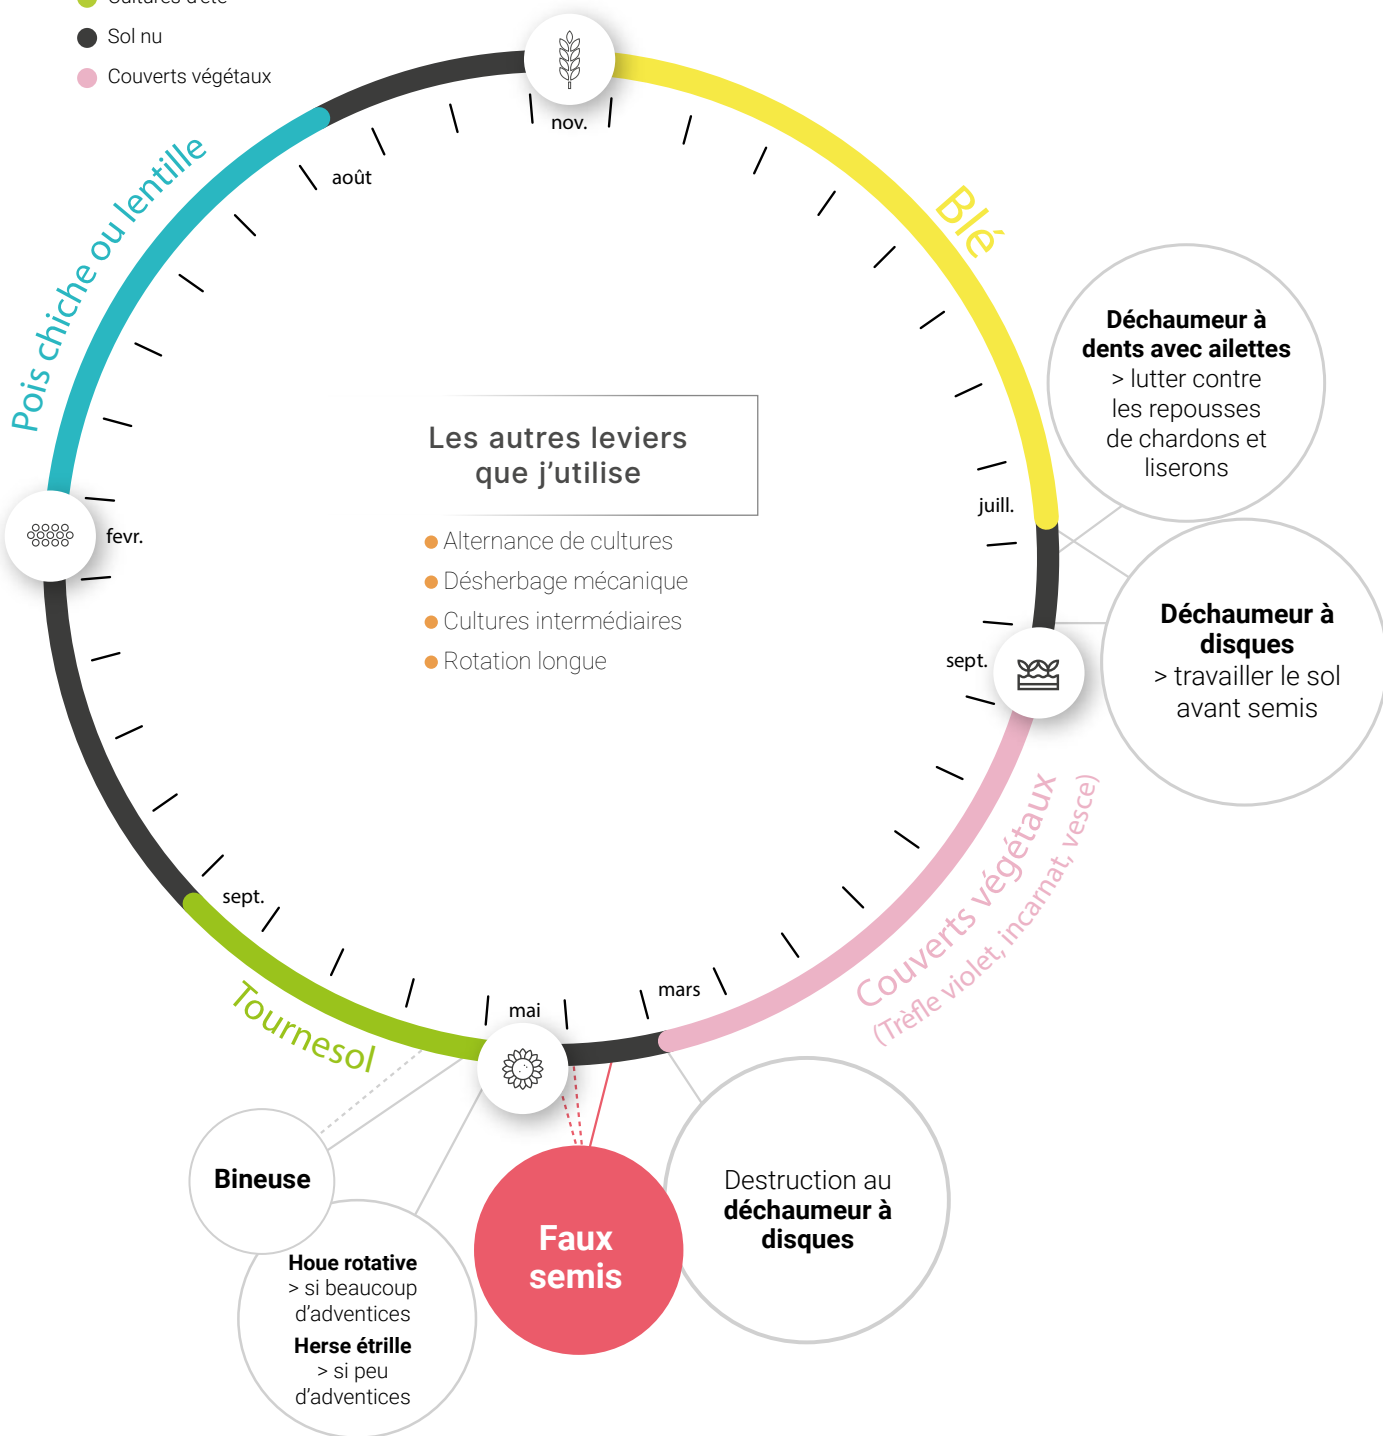 Cultures d'été
Sol nu
Couverts végétaux
nov.
août
Pois chiche ou lentille
Blé
Déchaumeur à
dents avec ailettes
> lutter contre
les repousses
de chardons et
liserons
Les autres leviers
que j’utilise
juill.
fevr.
Alternance de cultures
Désherbage mécanique
Cultures intermédiaires
Rotation longue
Déchaumeur à
disques
> travailler le sol
avant semis
sept.
Couverts végétaux
(Trèfle violet, incarnat, vesce)
sept.
mars
mai
Tournesol
Bineuse
Destruction au
déchaumeur à
disques
Faux
semis
Houe rotative
> si beaucoup
d’adventices
Herse étrille
> si peu
d’adventices